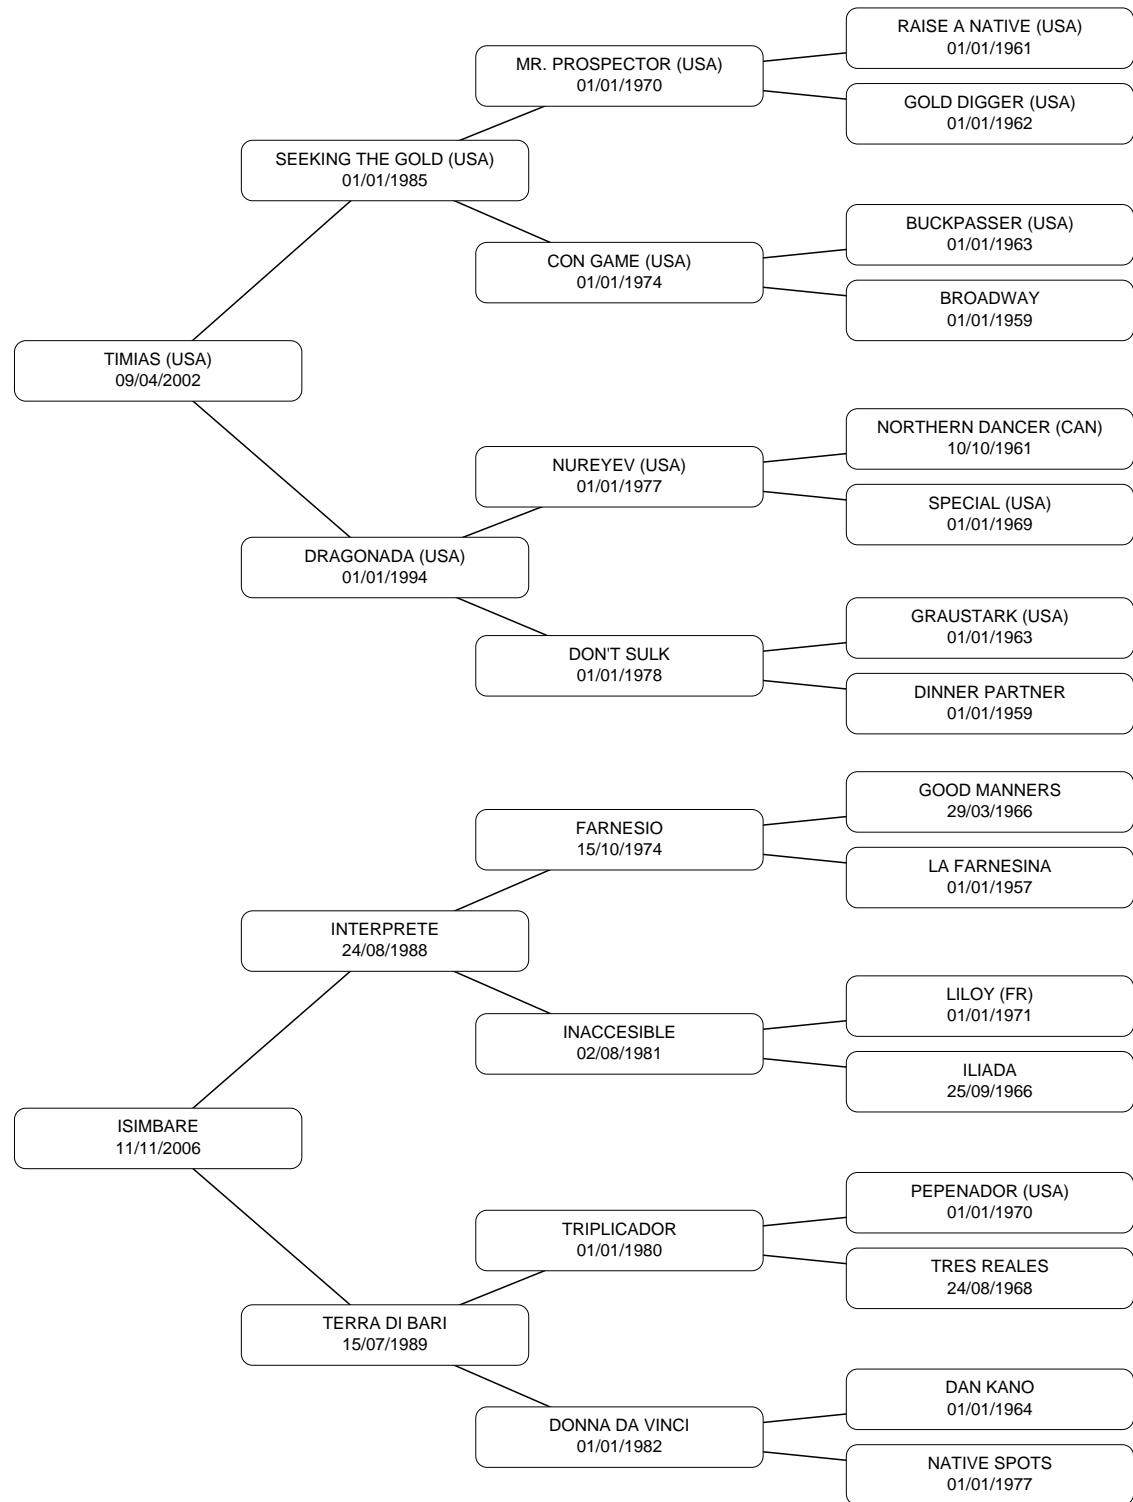 RAISE A NATIVE (USA)
01/01/1961
MR. PROSPECTOR (USA)
01/01/1970
GOLD DIGGER (USA)
01/01/1962
SEEKING THE GOLD (USA)
01/01/1985
BUCKPASSER (USA)
01/01/1963
CON GAME (USA)
01/01/1974
BROADWAY
01/01/1959
TIMIAS (USA)
09/04/2002
NORTHERN DANCER (CAN)
10/10/1961
NUREYEV (USA)
01/01/1977
SPECIAL (USA)
01/01/1969
DRAGONADA (USA)
01/01/1994
GRAUSTARK (USA)
01/01/1963
DON'T SULK
01/01/1978
DINNER PARTNER
01/01/1959
GOOD MANNERS
29/03/1966
FARNESIO
15/10/1974
LA FARNESINA
01/01/1957
INTERPRETE
24/08/1988
LILOY (FR)
01/01/1971
INACCESIBLE
02/08/1981
ILIADA
25/09/1966
ISIMBARE
11/11/2006
PEPENADOR (USA)
01/01/1970
TRIPLICADOR
01/01/1980
TRES REALES
24/08/1968
TERRA DI BARI
15/07/1989
DAN KANO
01/01/1964
DONNA DA VINCI
01/01/1982
NATIVE SPOTS
01/01/1977